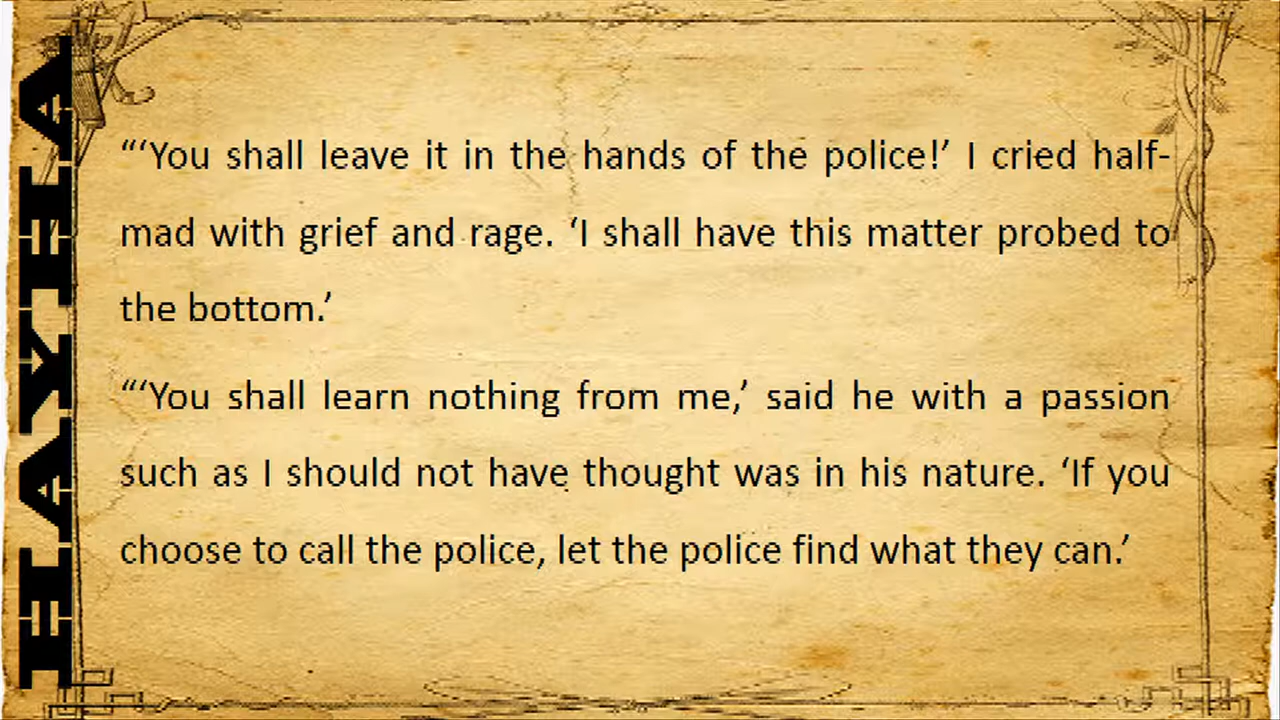 HAYHA
“‘You shall leave it in the hands of the police!’ I cried half-
mad with grief and rage. ‘I shall have this matter probed to
the bottom.’
“‘You shall learn nothing from me,’ said he with a passion
such as I should not have thought was in his nature. ‘If you
choose to call the police, let the police find what they can.’